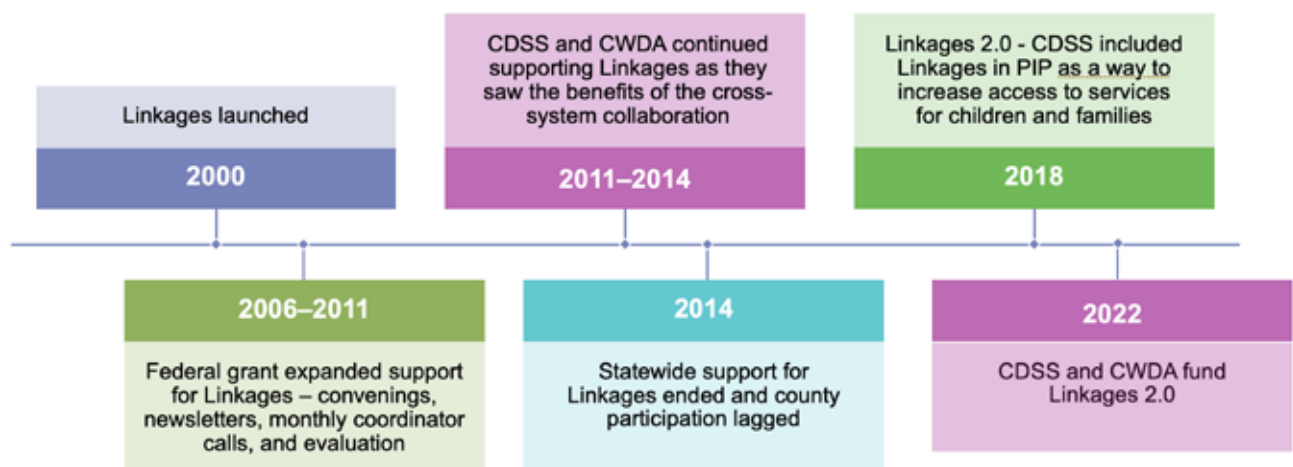 Linkages launched
2000
2006–2011
Federal grant expanded support
for Linkages – convenings,
newsletters, monthly coordinator
calls, and evaluation
CDSS and CWDA continued
supporting Linkages as they
saw the benefits of the cross-
system collaboration
2011–2014
2014
Statewide support for
Linkages ended and county
participation lagged
Linkages 2.0 - CDSS included
Linkages in PIP as a way to
increase access to services
for children and families
2018
2022
CDSS and CWDA fund
Linkages 2.0